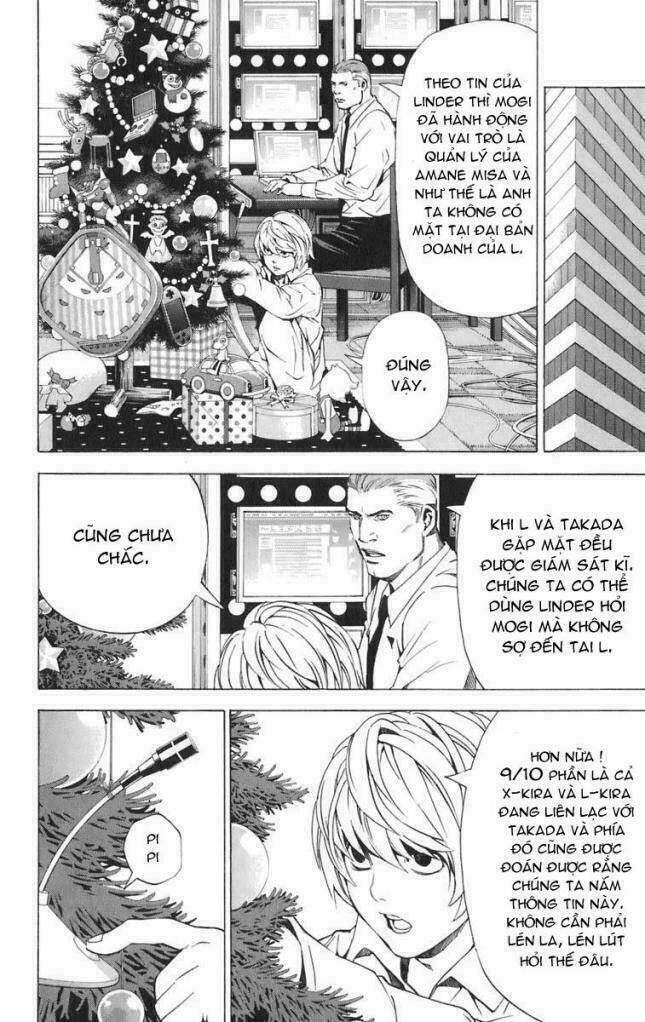 THEO TIN CỦA
LINDER THÌ MOGI
ĐÃ HÀNH ĐỘNG
VỚI VAI TRÒ LÀ
QUẢN LÝ CỦA
AMANE MISA VÀ
NHƯ THẾ LÀ ANH
TA KHÔNG CÓ
MẶT TẠI ĐẠI BẢN
DOANH CỦA L.
ĐÚNG
VẬY.
KHI L VÀ TAKADA
GẶP MẶT ĐỀU
ĐƯỢC GIÁM SÁT KĨ.
CHÚNG TA CÓ THỂ
DÙNG LINDER HỎI
MOGI MÀ KHÔNG
SỢ ĐẾN TAI L.
CŨNG CHƯA
CHẮC.
HƠN NỮA !
9/10 PHẦN LÀ CẢ
X-KIRA VÀ L-KIRA
ĐANG LIÊN LẠC VỚI
TAKADA VÀ PHÍA
ĐÓ CŨNG ĐƯỢC
ĐOÁN ĐƯỢC RẰNG
CHÚNG TA NẮM
THÔNG TIN NÀY.
KHÔNG CẦN PHẢI
LÉN LA, LÉN LÚT
HỎI THẾ ĐÂU.
PI
PI